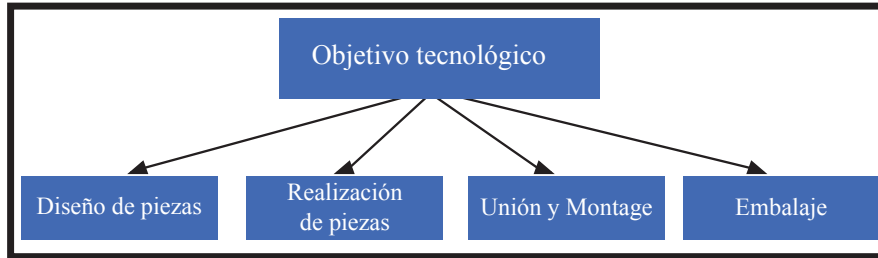 Objetivo tecnológico
Diseño de piezas
Realización
de piezas
Unión y Montage
Embalaje